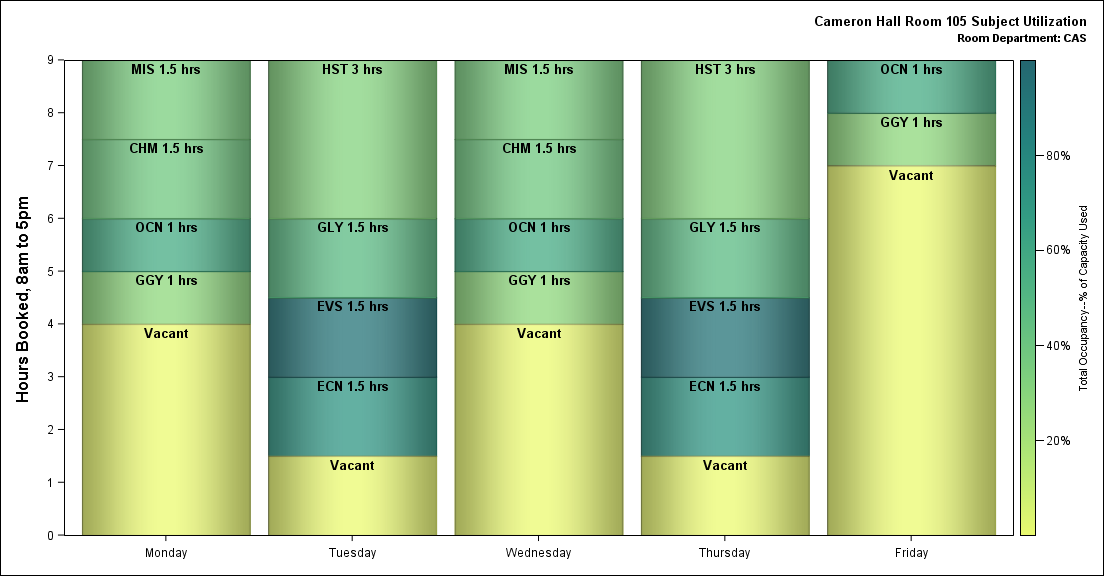 Cameron Hall Room 105 Subject Utilization
Room Department: CAS
Hours Booked, 8am to 5pm
9
8
7
6
5
4
3
2
1
0
MIS 1.5 hrs
CHM 1.5 hrs
OCN 1 hrs
GGY 1 hrs
Vacant
Monday
HST 3 hrs
GLY 1.5 hrs
EVS 1.5 hrs
ECN 1.5 hrs
Vacant
Tuesday
MIS 1.5 hrs
CHM 1.5 hrs
OCN 1 hrs
GGY 1 hrs
Vacant
Wednesday
HST 3 hrs
GLY 1.5 hrs
EVS 1.5 hrs
ECN 1.5 hrs
Vacant
Thursday
OCN 1 hrs
GGY 1 hrs
Vacant
Friday
80%
60%
40%
20%
Total Occupancy--% of Capacity Used